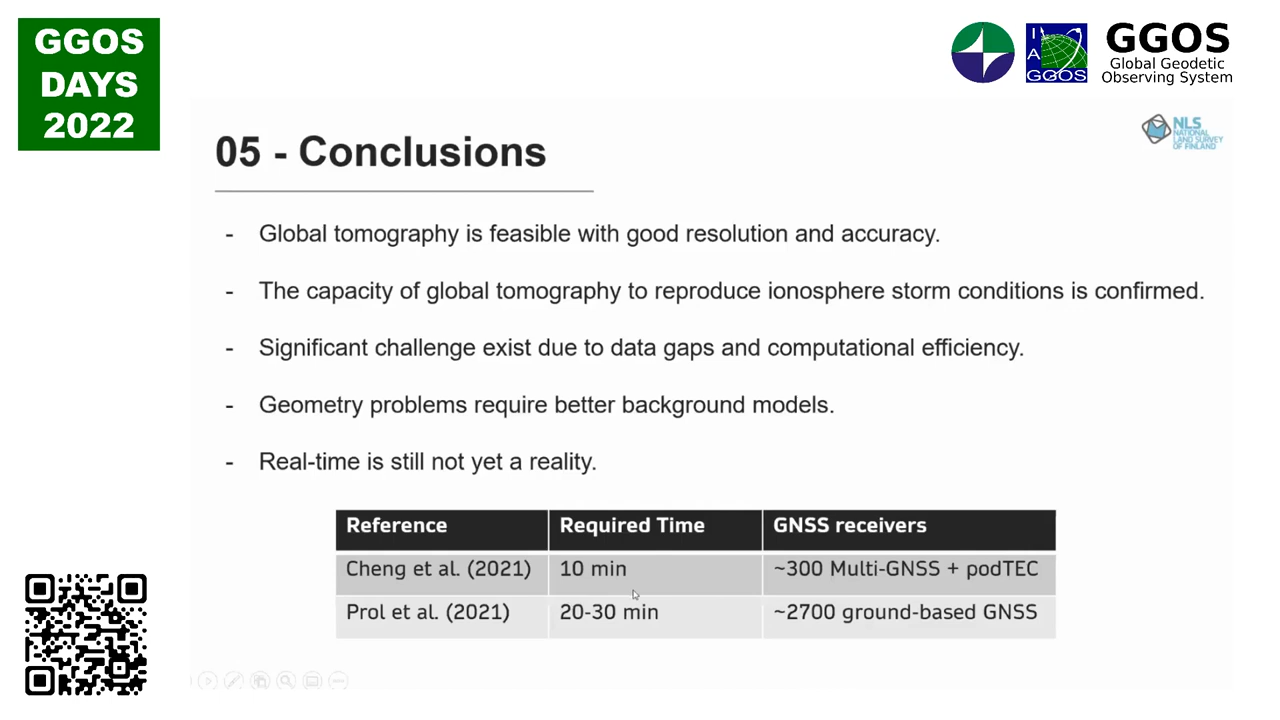 GGOS
DAYS
2022
I
A
G
GGOS
GGOS
Global Geodetic
Observing System
NLS
NATIONAL
LAND SURVEY
OF FINLAND
05 - Conclusions
- Global tomography is feasible with good resolution and accuracy.
- The capacity of global tomography to reproduce ionosphere storm conditions is confirmed.
- Significant challenge exist due to data gaps and computational efficiency.
- Geometry problems require better background models.
- Real-time is still not yet a reality.
Reference Required Time GNSS receivers
Cheng et al. (2021) 10 min ~300 Multi-GNSS + podTEC
Prol et al. (2021) 20-30 min ~2700 ground-based GNSS